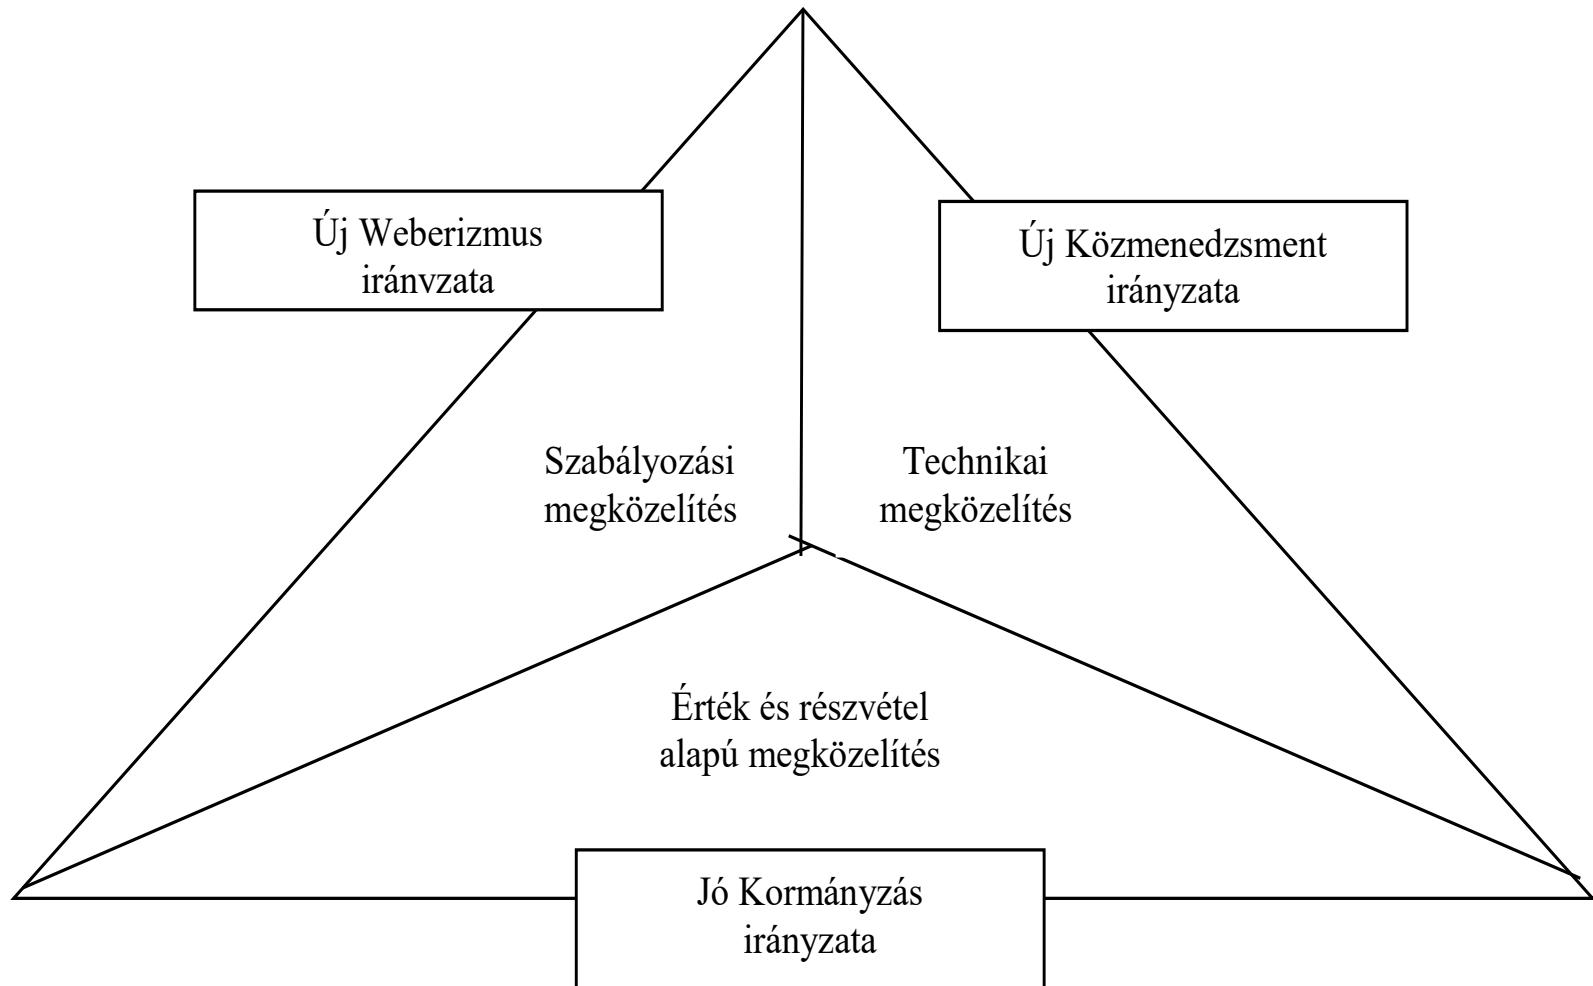 Új Weberizmus
iránvzata
Új Közmenedzsment
irányzata
Szabályozási
megközelítés
Technikai
megközelítés
Érték és részvétel
alapú megközelítés
Jó Kormányzás
irányzata